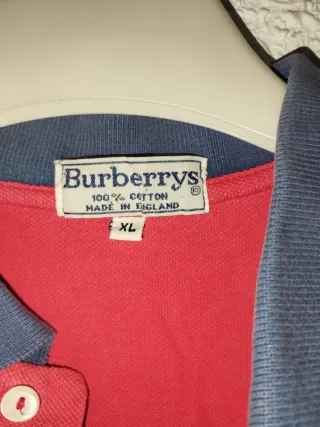 Burberrys®
100% COTTON
MADE IN ENGLAND
XL